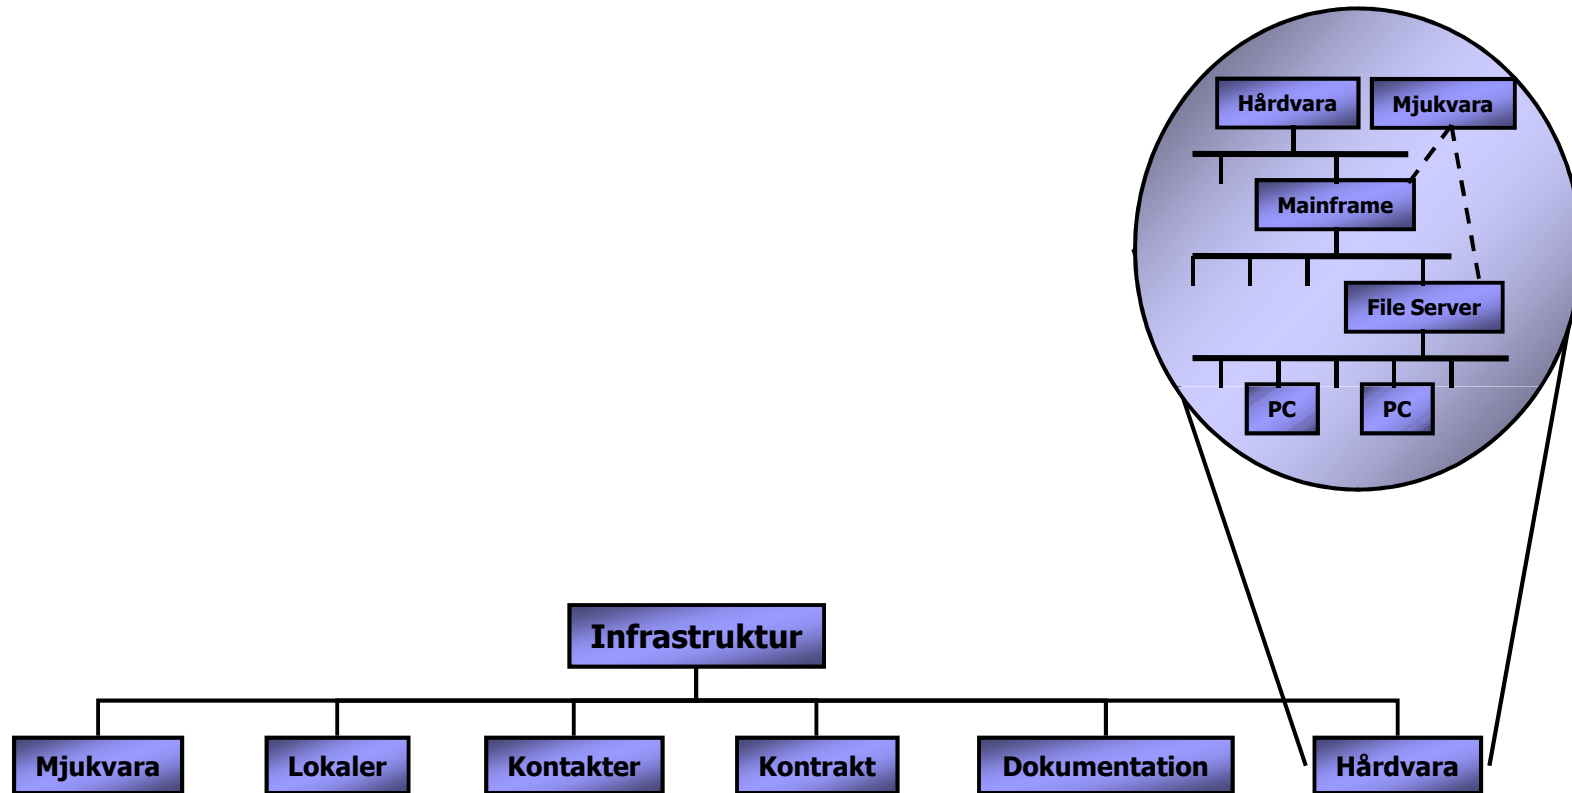 Hårdvara
Mjukvara
Mainframe
File Server
PC
PC
Infrastruktur
Mjukvara
Lokaler
Kontakter
Kontrakt
Dokumentation
Hårdvara